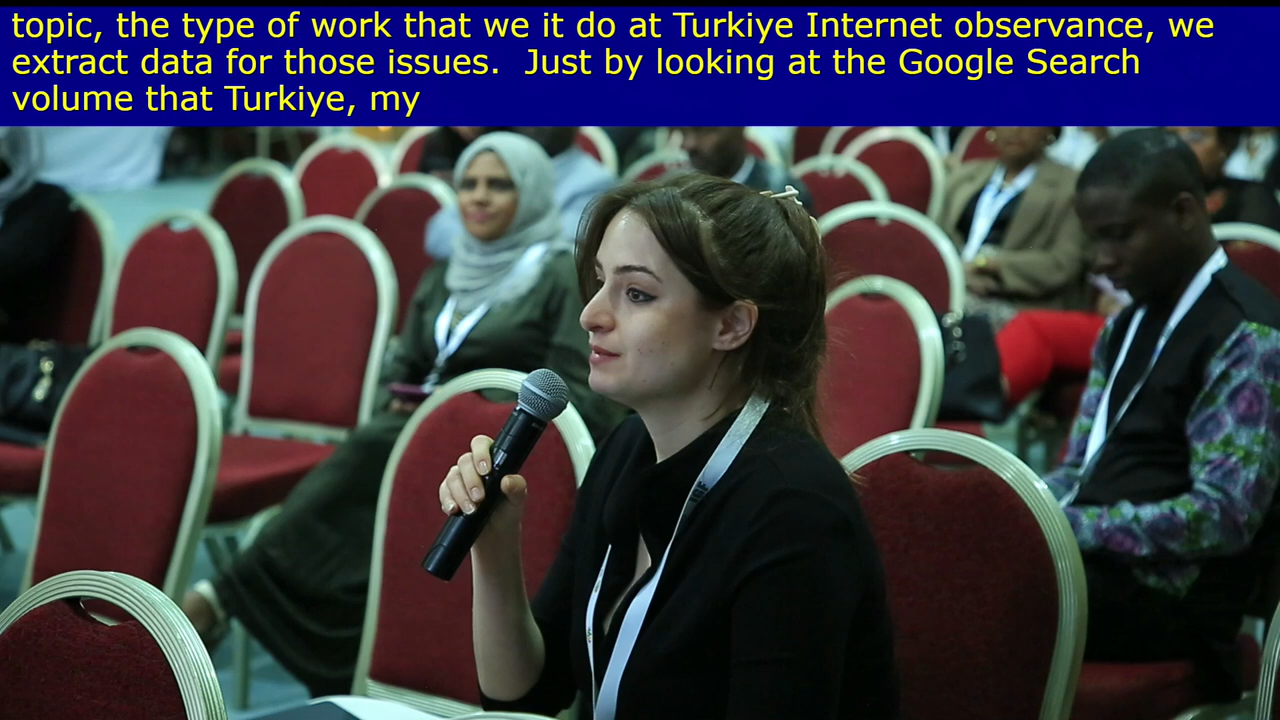 topic, the type of work that we it do at Turkiye Internet observance, we
extract data for those issues.  Just by looking at the Google Search
volume that Turkiye, my